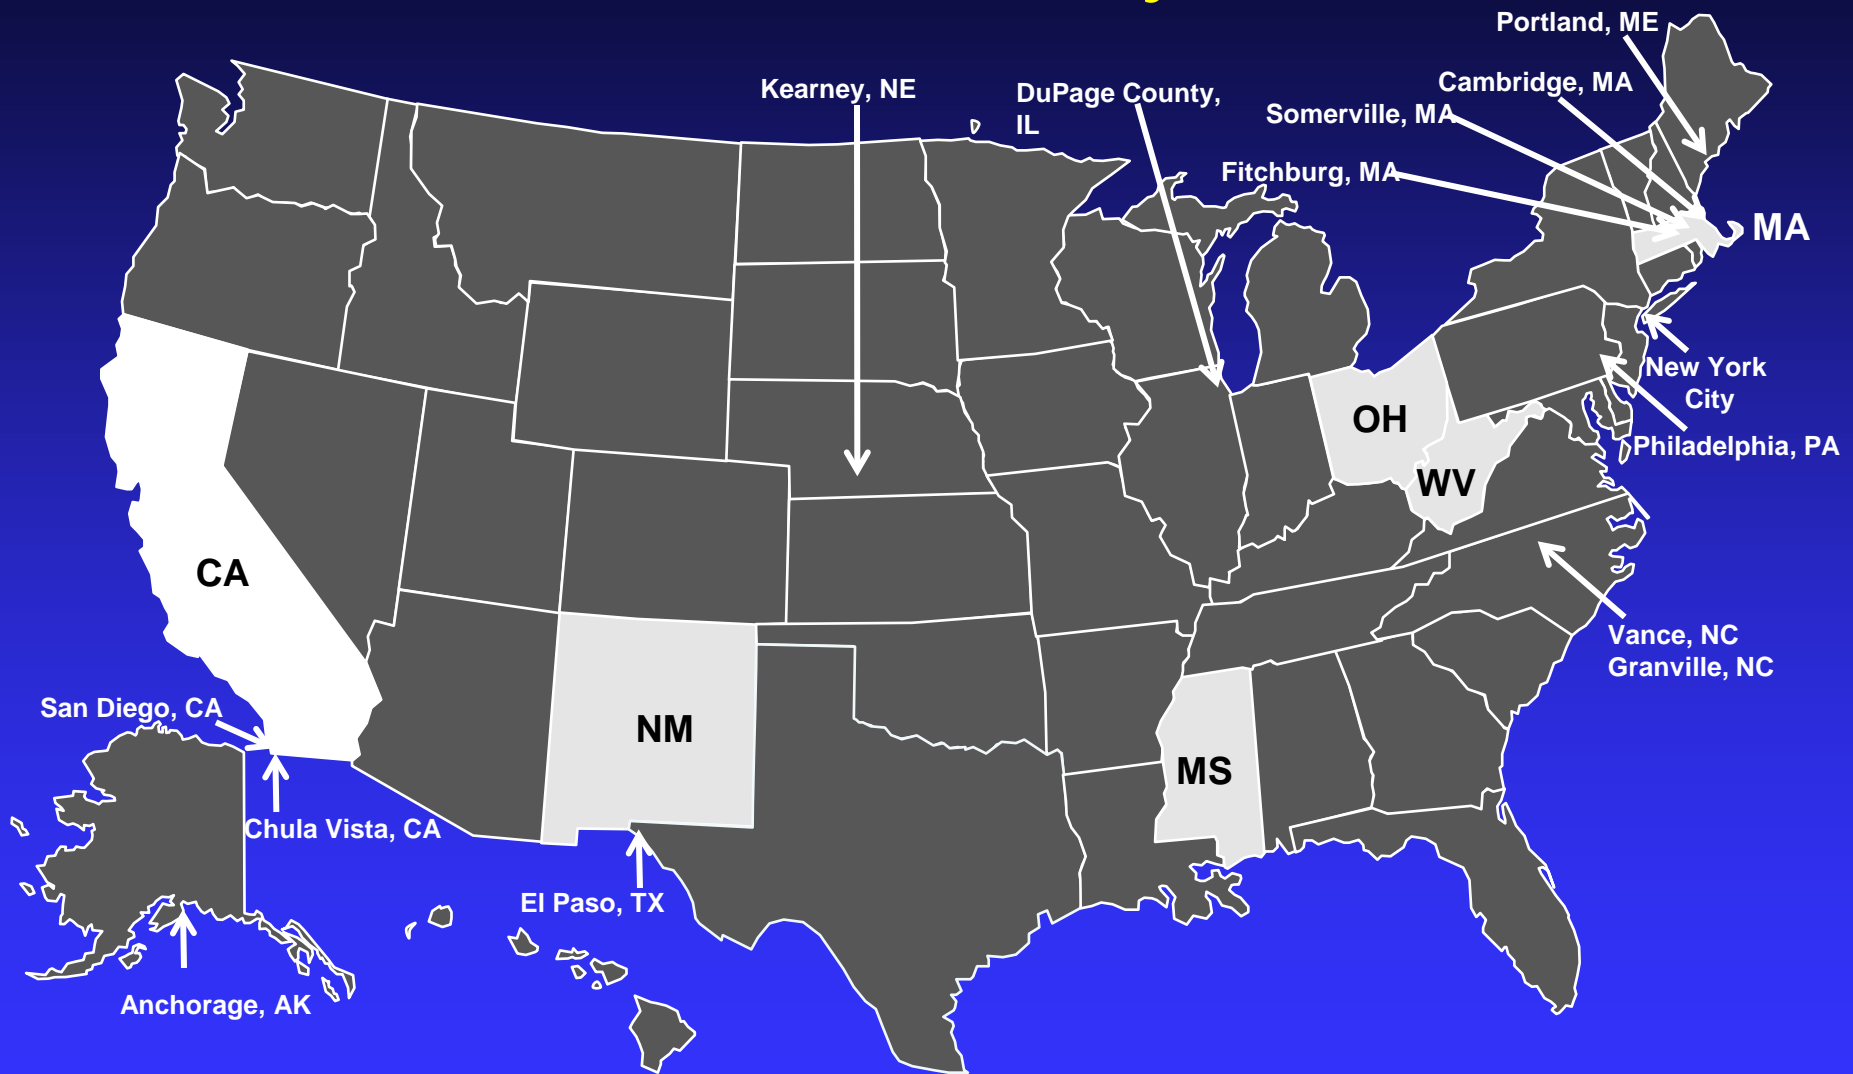 Portland, ME
Cambridge, MA
Kearney, NE
DuPage County,
IL
Somerville, MA
Fitchburg, MA
MA
New York
City
OH
Philadelphia, PA
WV
CA
Vance, NC
Granville, NC
San Diego, CA
NM
MS
Chula Vista, CA
El Paso, TX
Anchorage, AK